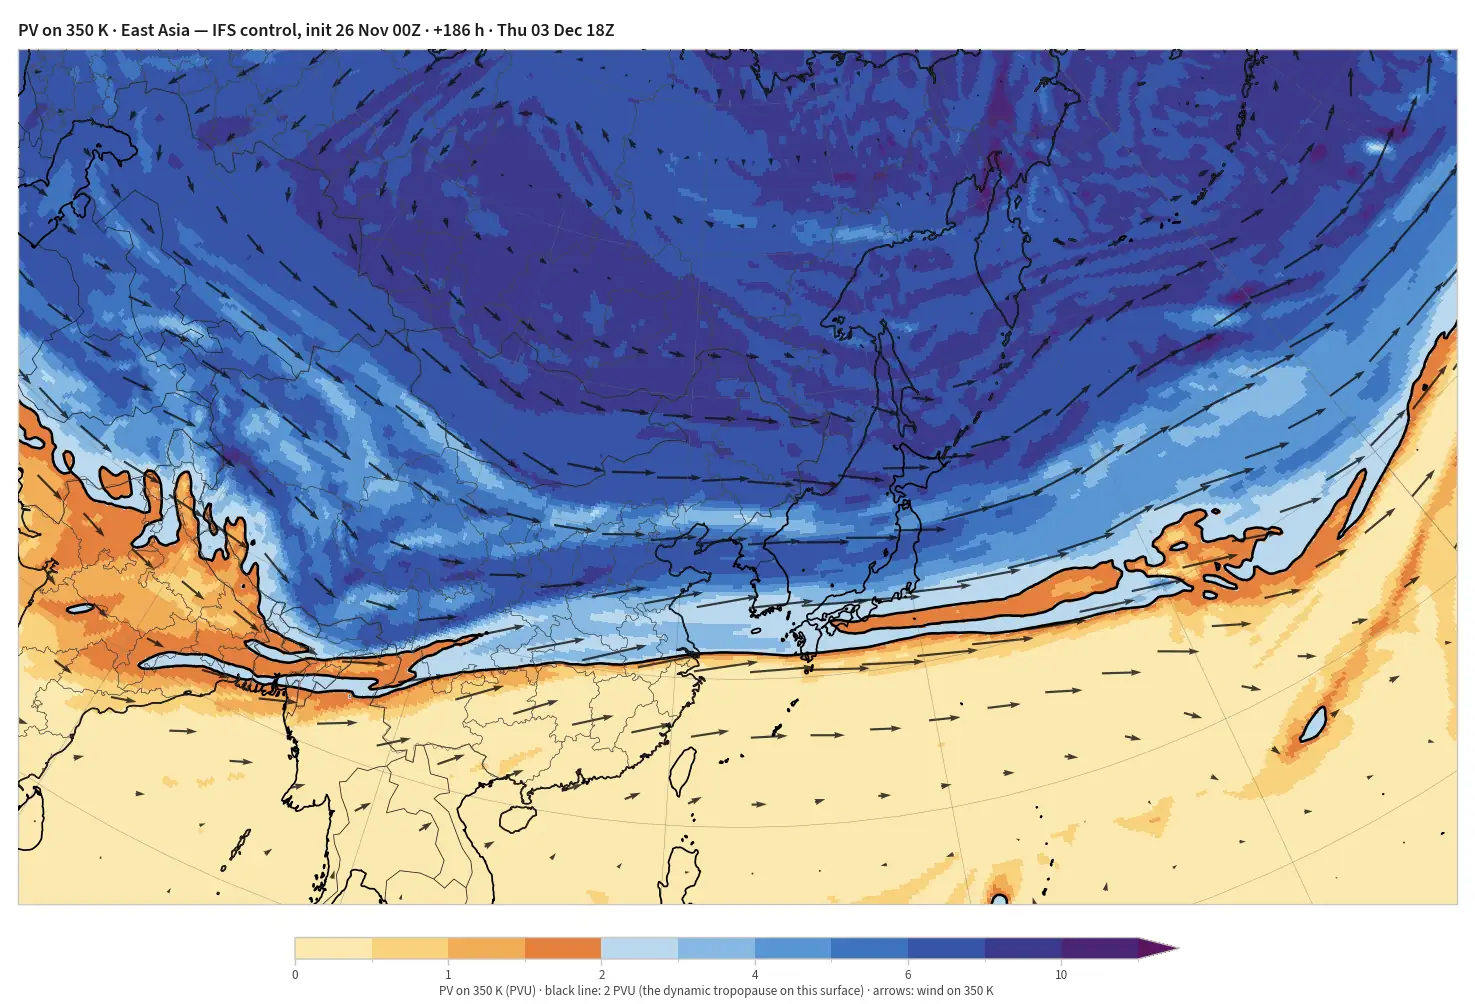 PV on 350 K · East Asia — IFS control, init 26 Nov 00Z · +186 h · Thu 03 Dec 18Z
0 1 2 4 6 10
PV on 350 K (PVU) · black line: 2 PVU (the dynamic tropopause on this surface) · arrows: wind on 350 K